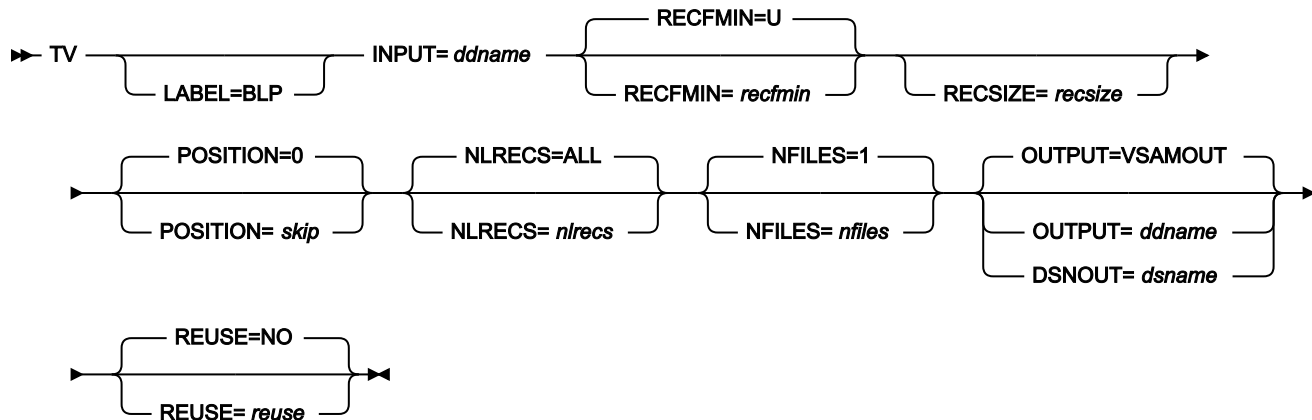 RECFMIN=U
TV INPUT= ddname
LABEL=BLP RECFMIN= recfmin RECSIZE= recsize
POSITION=0 NLRECS=ALL NFILES=1 OUTPUT=VSAMOUT
POSITION= skip NLRECS= nlrecs NFILES= nfiles OUTPUT= ddname
DSNOUT= dsname
REUSE=NO
REUSE= reuse